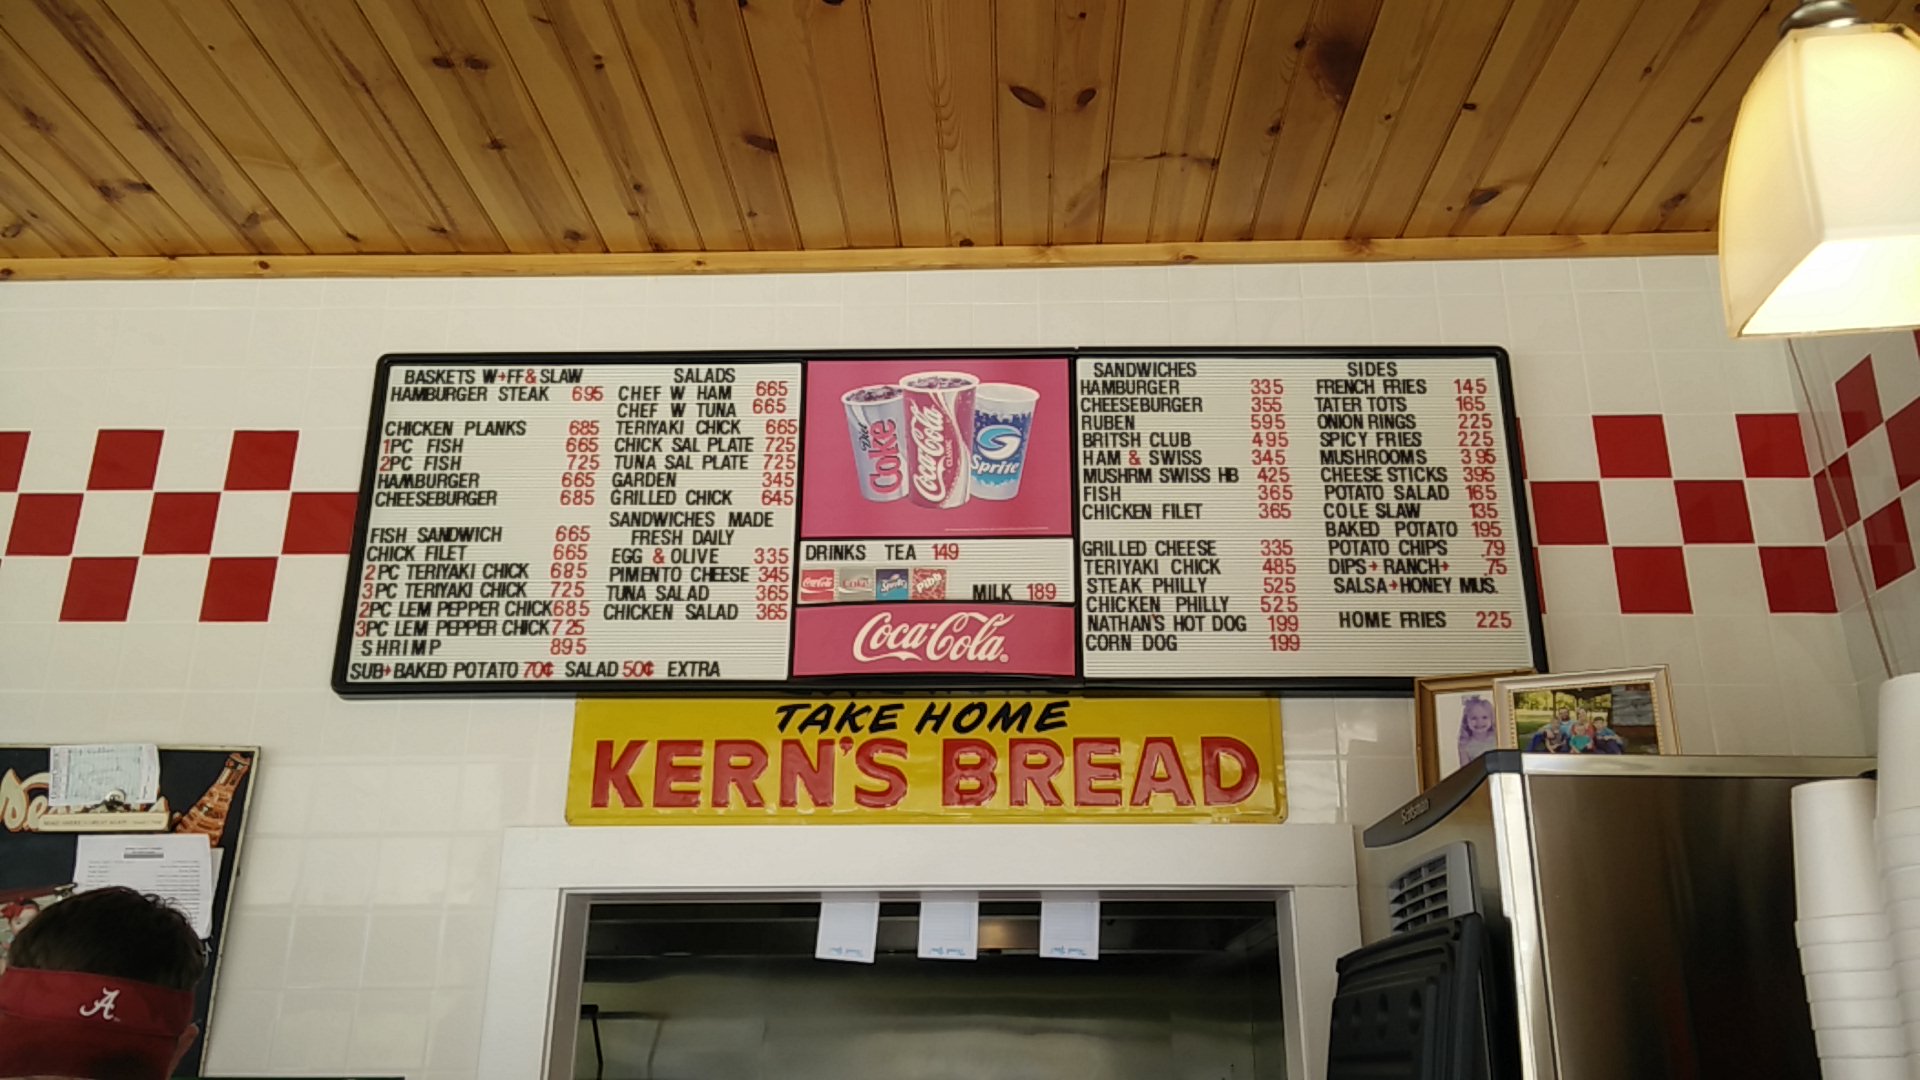 BASKETS W+FF&SLAW
HAMBURGER STEAK 695
CHICKEN PLANKS 685
1PC FISH 665
2PC FISH 725
HAMBURGER 665
CHEESEBURGER 685
FISH SANDWICH 665
CHICK FILET 665
2PC TERIYAKI CHICK 685
3PC TERIYAKI CHICK 725
2PC LEM PEPPER CHICK 685
3PC LEM PEPPER CHICK 725
SHRIMP 895
SUB+BAKED POTATO 70¢ SALAD 50¢ EXTRA
SALADS
CHEF W HAM 665
CHEF W TUNA 665
TERIYAKI CHICK 665
CHICK SAL PLATE 725
TUNA SAL PLATE 725
GARDEN 345
GRILLED CHICK 645
SANDWICHES MADE
FRESH DAILY
EGG & OLIVE 335
PIMENTO CHEESE 345
TUNA SALAD 365
CHICKEN SALAD 365
Diet Coke
Coca-Cola
CLASSIC
Sprite
DRINKS TEA 149
Coca-Cola Coke Sprite PIBB
MILK 189
Coca-Cola
SANDWICHES
HAMBURGER 335
CHEESEBURGER 355
RUBEN 595
BRITSH CLUB 495
HAM & SWISS 345
MUSHRM SWISS HB 425
FISH 365
CHICKEN FILET 365
GRILLED CHEESE 335
TERIYAKI CHICK 485
STEAK PHILLY 525
CHICKEN PHILLY 525
NATHAN'S HOT DOG 199
CORN DOG 199
SIDES
FRENCH FRIES 145
TATER TOTS 165
ONION RINGS 225
SPICY FRIES 225
MUSHROOMS 395
CHEESE STICKS 395
POTATO SALAD 165
COLE SLAW 135
BAKED POTATO 195
POTATO CHIPS .79
DIPS+RANCH+ .75
SALSA+HONEY MUS.
HOME FRIES 225
TAKE HOME
KERN'S BREAD
Scotsman
A